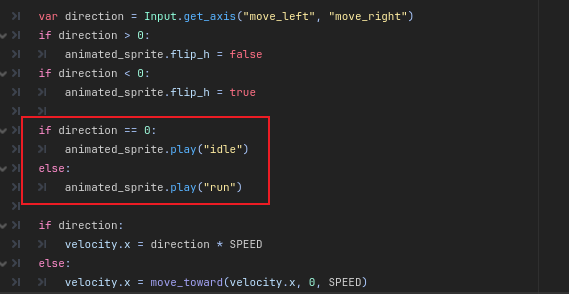 var direction = Input.get_axis("move_left", "move_right")
if direction > 0:
animated_sprite.flip_h = false
if direction < 0:
animated_sprite.flip_h = true
if direction == 0:
animated_sprite.play("idle")
else:
animated_sprite.play("run")
if direction:
velocity.x = direction * SPEED
else:
velocity.x = move_toward(velocity.x, 0, SPEED)